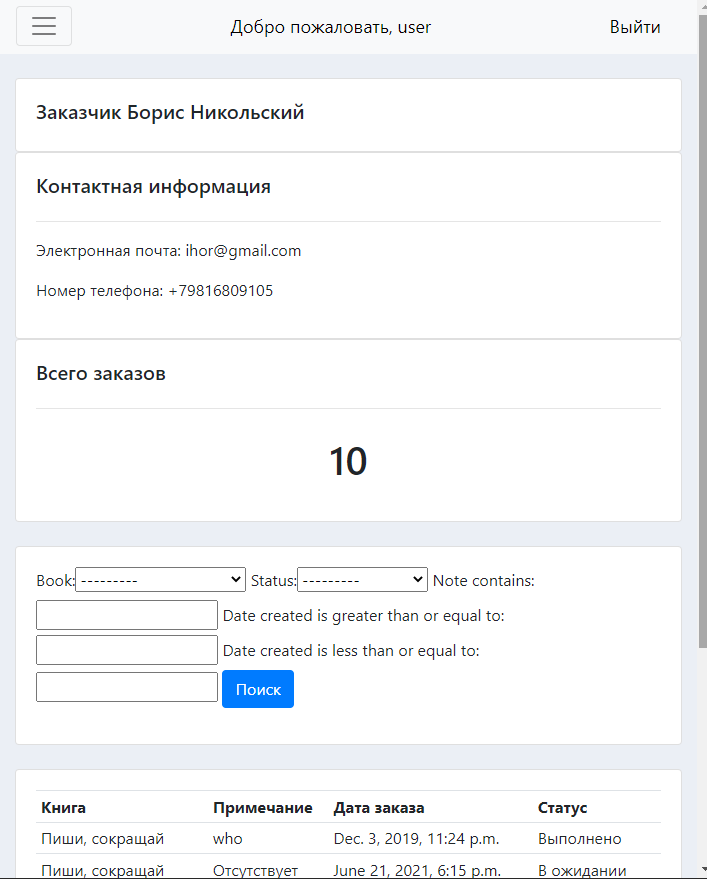 Добро пожаловать, user Выйти
Заказчик Борис Никольский
Контактная информация
Электронная почта: ihor@gmail.com
Номер телефона: +79816809105
Всего заказов
10
Book: --------- Status: --------- Note contains:
Date created is greater than or equal to:
Date created is less than or equal to:
Поиск
Книга Примечание Дата заказа Статус
Пиши, сокращай who Dec. 3, 2019, 11:24 p.m. Выполнено
Пиши, сокращай Отсутствует June 21, 2021, 6:15 p.m. В ожидании